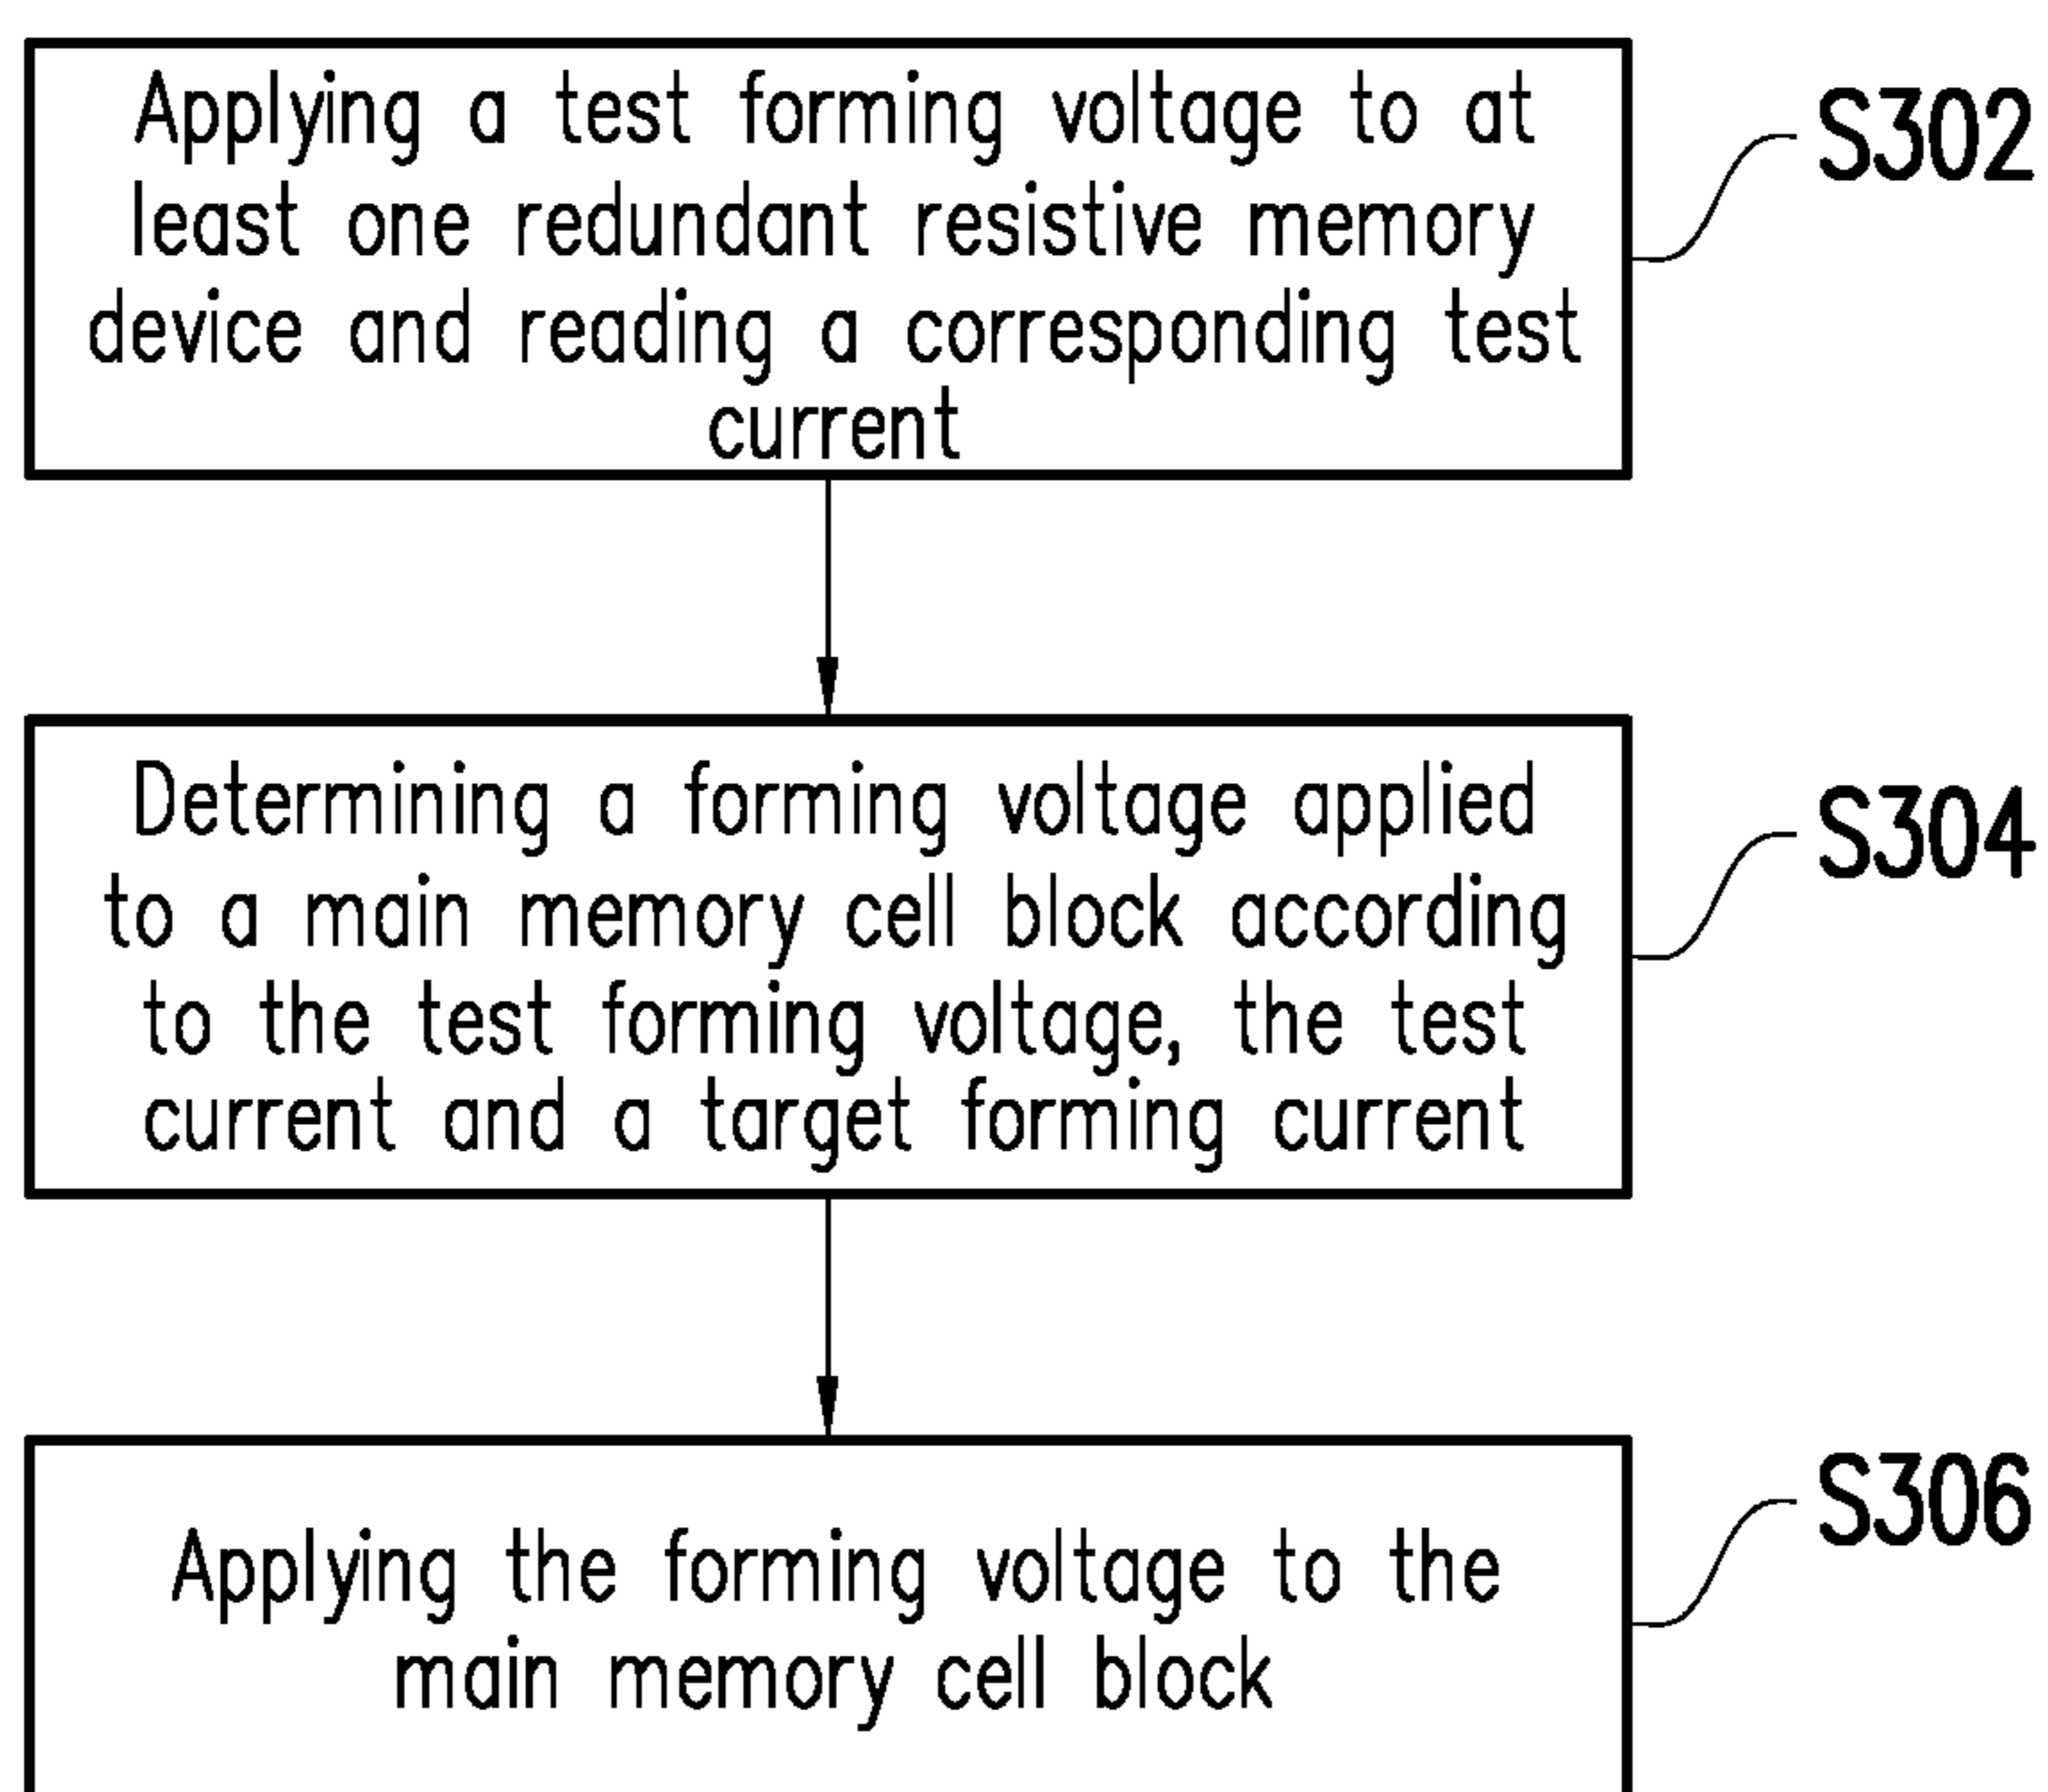 Applying a test forming voltage to at
least one redundant resistive memory
device and reading a corresponding test
current
S302
Determining a forming voltage applied
to a main memory cell block according
to the test forming voltage, the test
current and a target forming current
S304
Applying the forming voltage to the
main memory cell block
S306